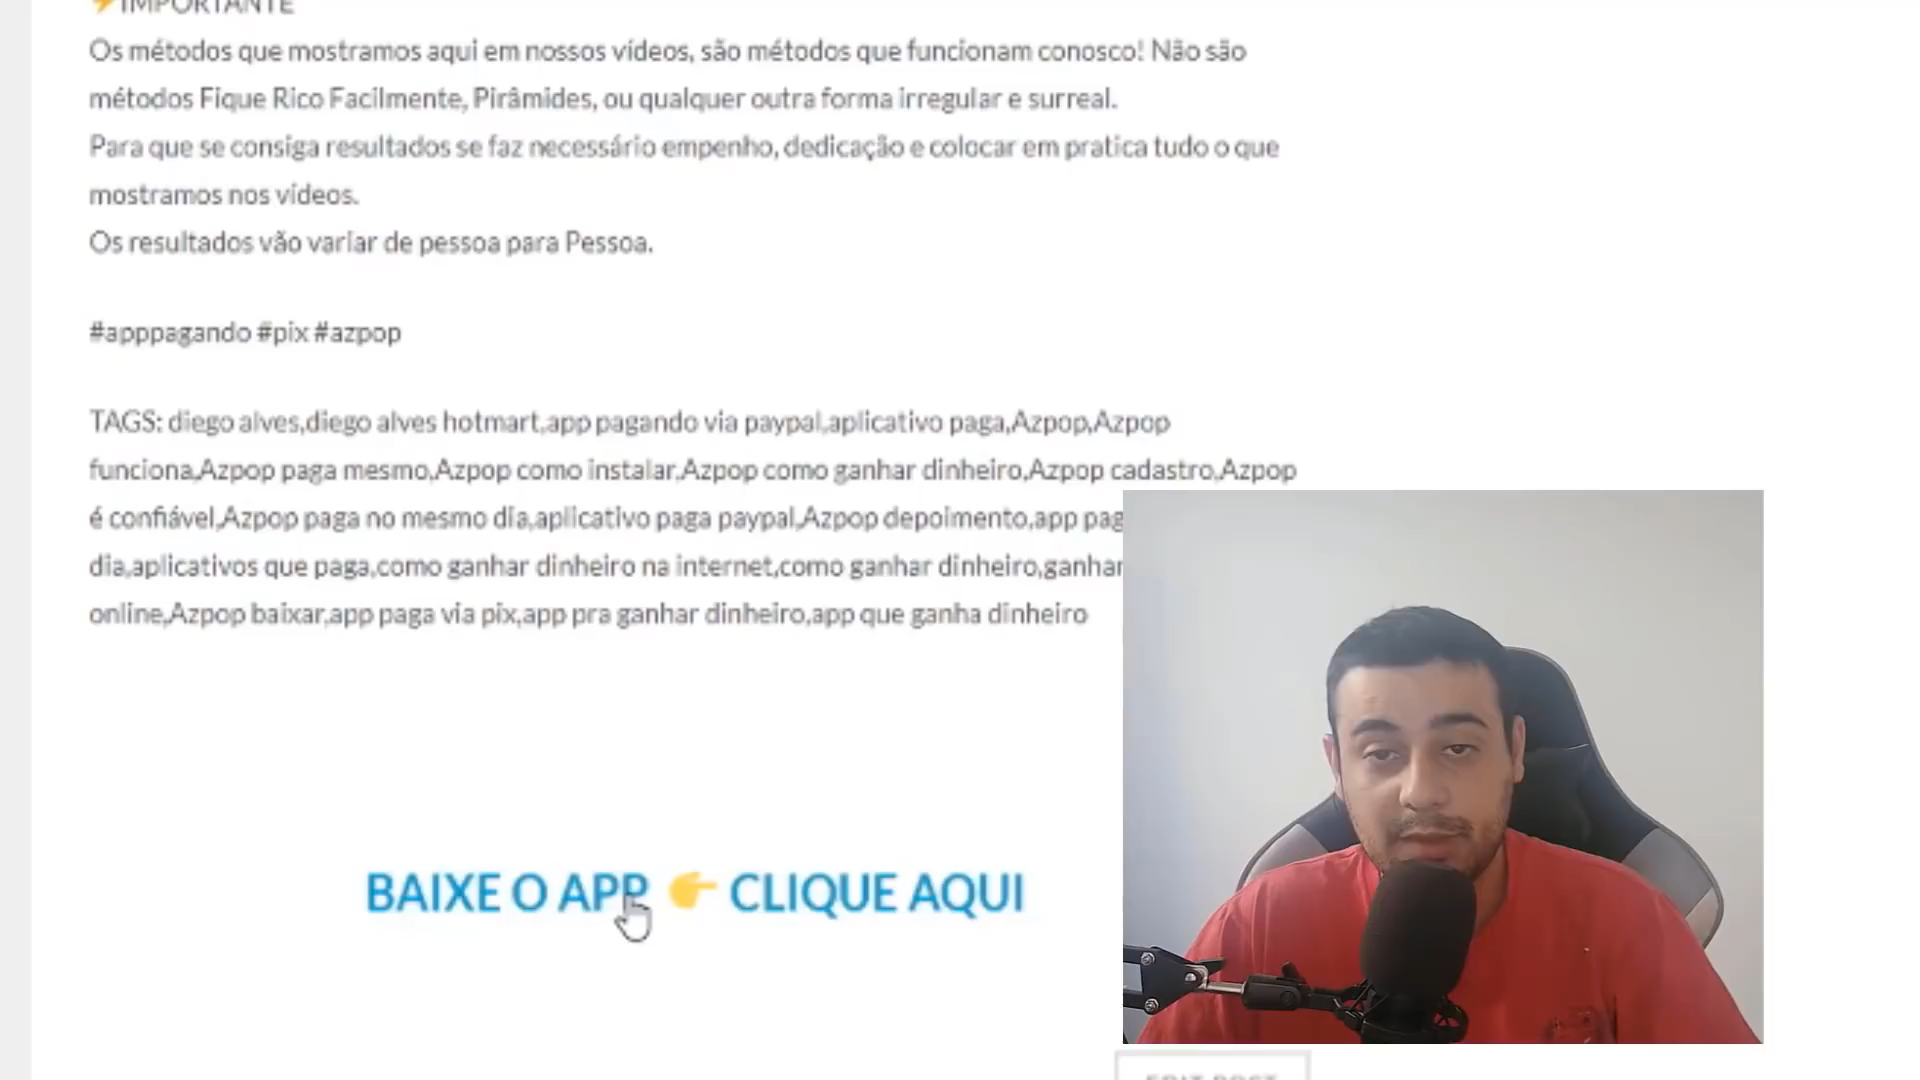 ⚡IMPORTANTE
Os métodos que mostramos aqui em nossos vídeos, são métodos que funcionam conosco! Não são
métodos Fique Rico Facilmente, Pirâmides, ou qualquer outra forma irregular e surreal.
Para que se consiga resultados se faz necessário empenho, dedicação e colocar em pratica tudo o que
mostramos nos vídeos.
Os resultados vão variar de pessoa para Pessoa.
#apppagando #pix #azpop
TAGS: diego alves,diego alves hotmart,app pagando via paypal,aplicativo paga,Azpop,Azpop
funciona,Azpop paga mesmo,Azpop como instalar,Azpop como ganhar dinheiro,Azpop cadastro,Azpop
é confiável,Azpop paga no mesmo dia,aplicativo paga paypal,Azpop depoimento,app pag
dia,aplicativos que paga,como ganhar dinheiro na internet,como ganhar dinheiro,ganhar
online,Azpop baixar,app paga via pix,app pra ganhar dinheiro,app que ganha dinheiro
BAIXE O APP 👉 CLIQUE AQUI
EDIT POST